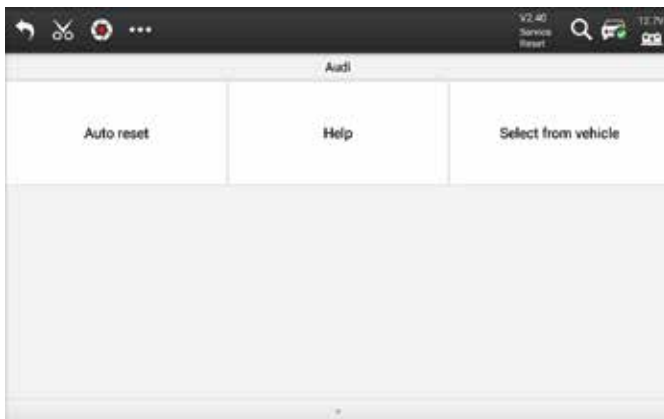 V2.40
Service
Reset
Audi
Auto reset
Help
Select from vehicle